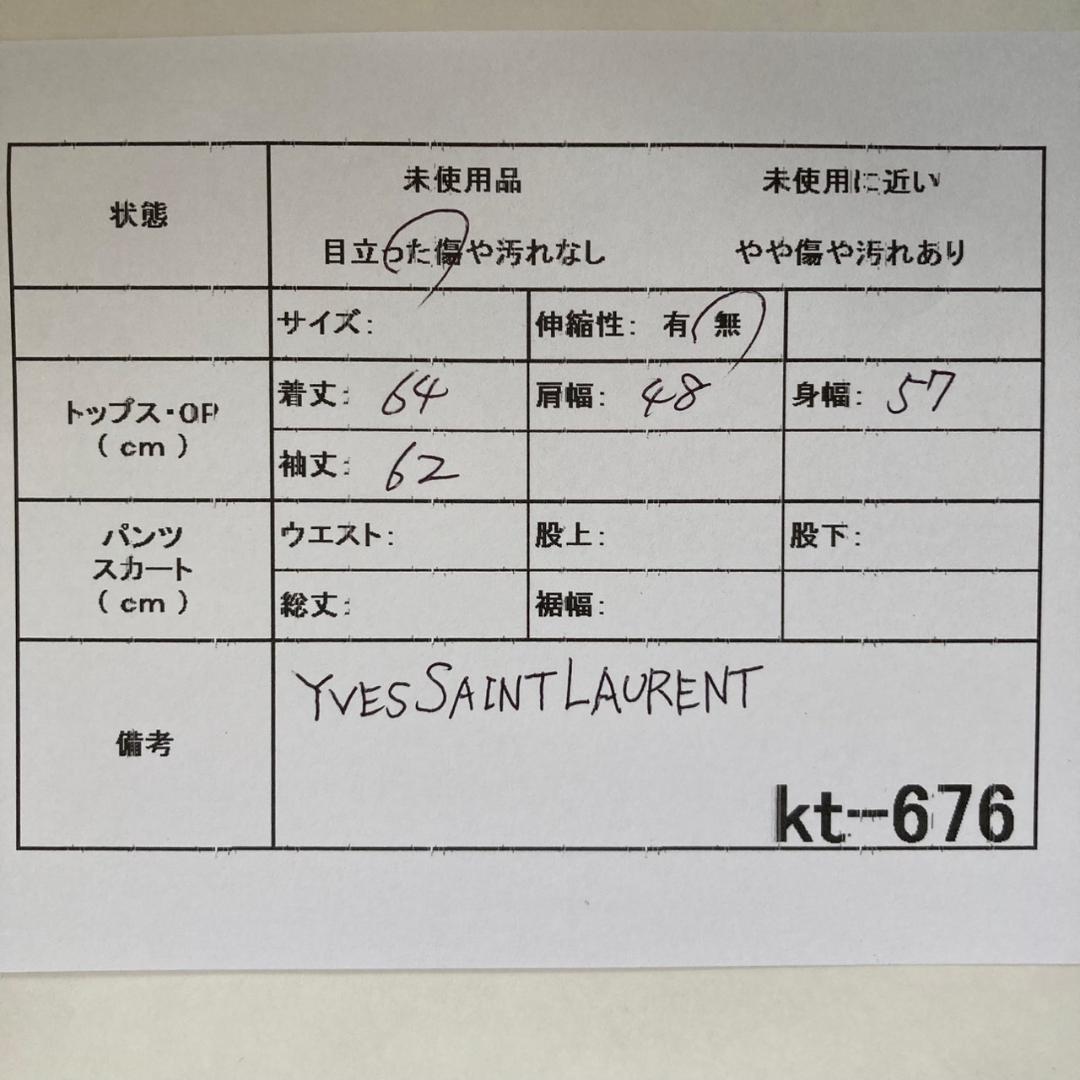 状態
未使用品 未使用に近い
目立った傷や汚れなし やや傷や汚れあり
サイズ: 伸縮性: 有 無
トップス・OP
( cm )
着丈: 64 肩幅: 48 身幅: 57
袖丈: 62
パンツ
スカート
( cm )
ウエスト: 股上: 股下:
総丈: 裾幅:
備考
YVES SAINT LAURENT
kt-676